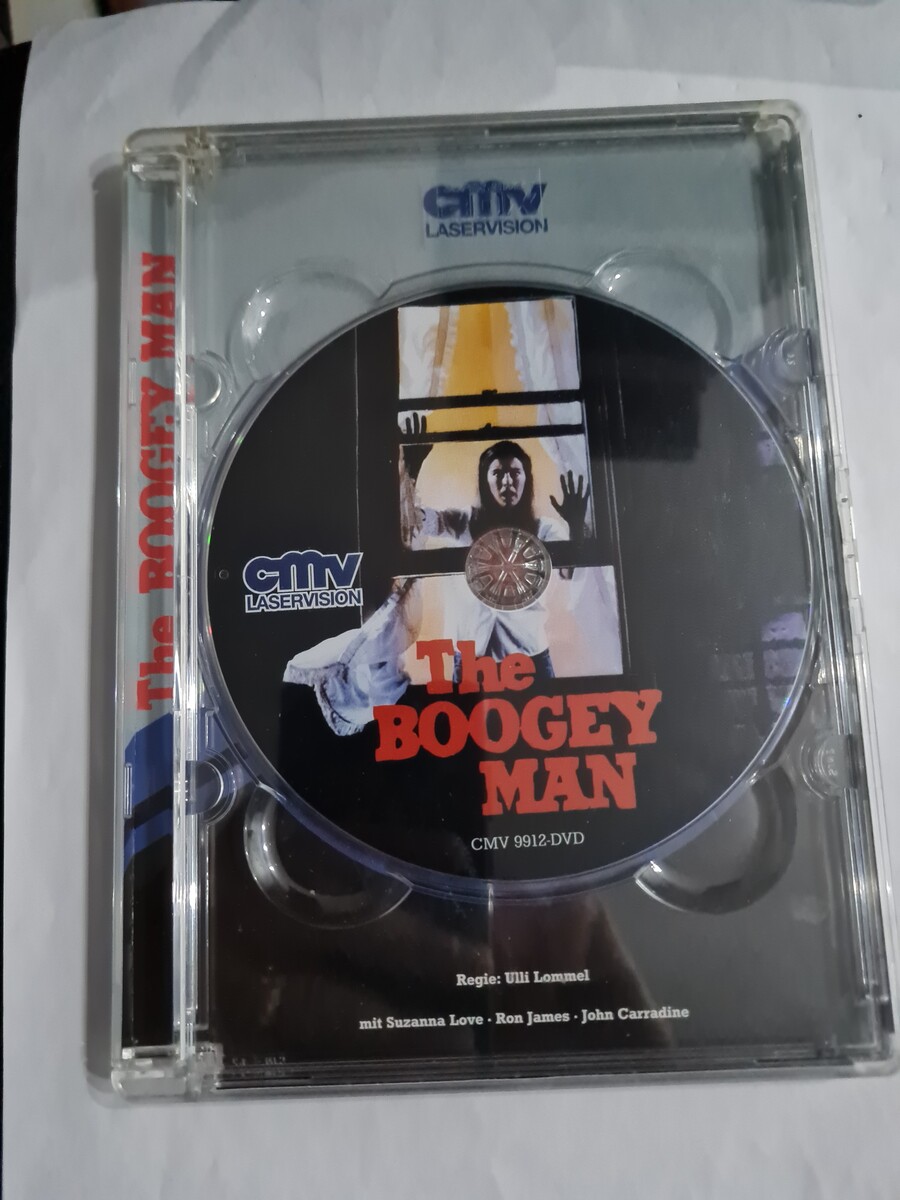 cmv
LASERVISION
The BOOGEY MAN
cmv
LASERVISION
The
BOOGEY
MAN
CMV 9912-DVD
Regie: Ulli Lommel
mit Suzanna Love · Ron James · John Carradine